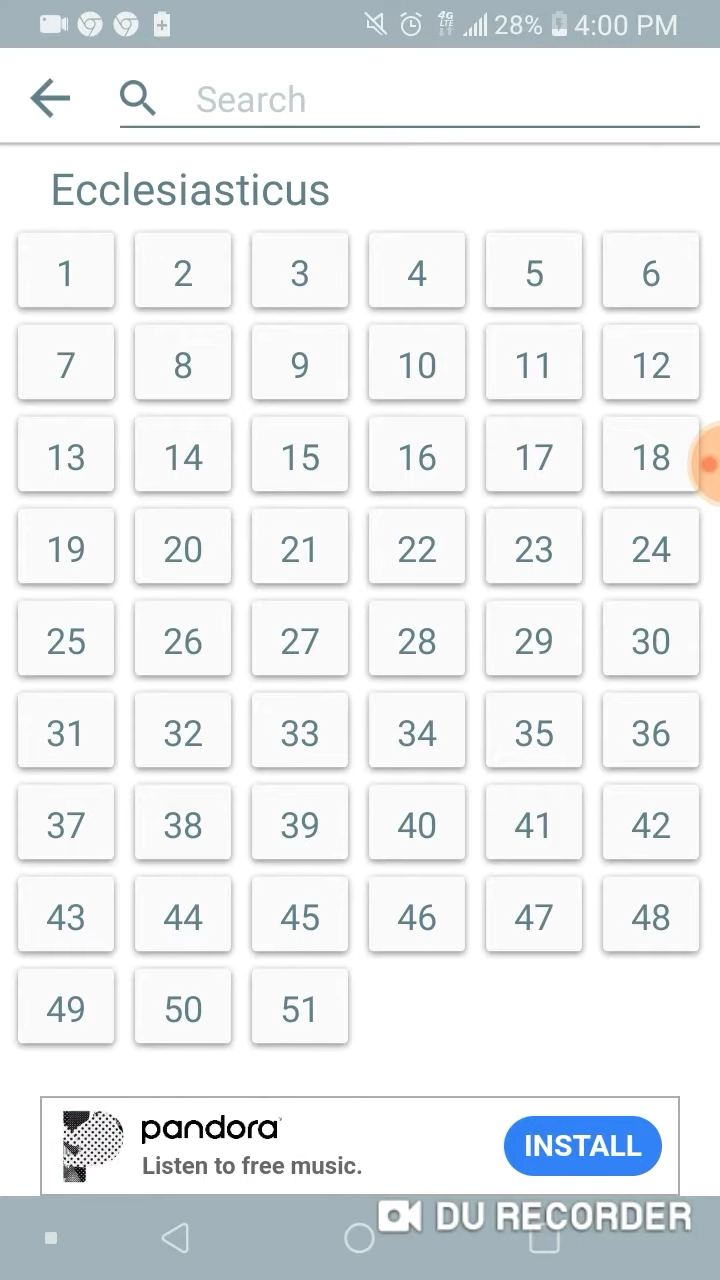 4G LTE 28% 4:00 PM
Search
Ecclesiasticus
1 2 3 4 5 6
7 8 9 10 11 12
13 14 15 16 17 18
19 20 21 22 23 24
25 26 27 28 29 30
31 32 33 34 35 36
37 38 39 40 41 42
43 44 45 46 47 48
49 50 51
pandora
Listen to free music.
INSTALL
DU RECORDER